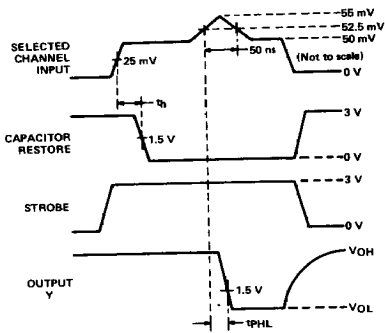 55 mV
52.5 mV
SELECTED
CHANNEL
INPUT
50 mV
25 mV
50 ns
(Not to scale)
0 V
th
3 V
CAPACITOR
RESTORE
1.5 V
0 V
3 V
STROBE
0 V
VOH
OUTPUT
Y
1.5 V
VOL
tPHL